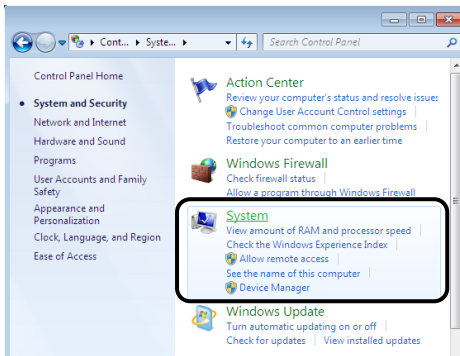 Cont... Syste...
Search Control Panel
Control Panel Home
System and Security
Network and Internet
Hardware and Sound
Programs
User Accounts and Family
Safety
Appearance and
Personalization
Clock, Language, and Region
Ease of Access
Action Center
Review your computer's status and resolve issues
Change User Account Control settings
Troubleshoot common computer problems
Restore your computer to an earlier time
Windows Firewall
Check firewall status
Allow a program through Windows Firewall
System
View amount of RAM and processor speed
Check the Windows Experience Index
Allow remote access
See the name of this computer
Device Manager
Windows Update
Turn automatic updating on or off
Check for updates View installed updates